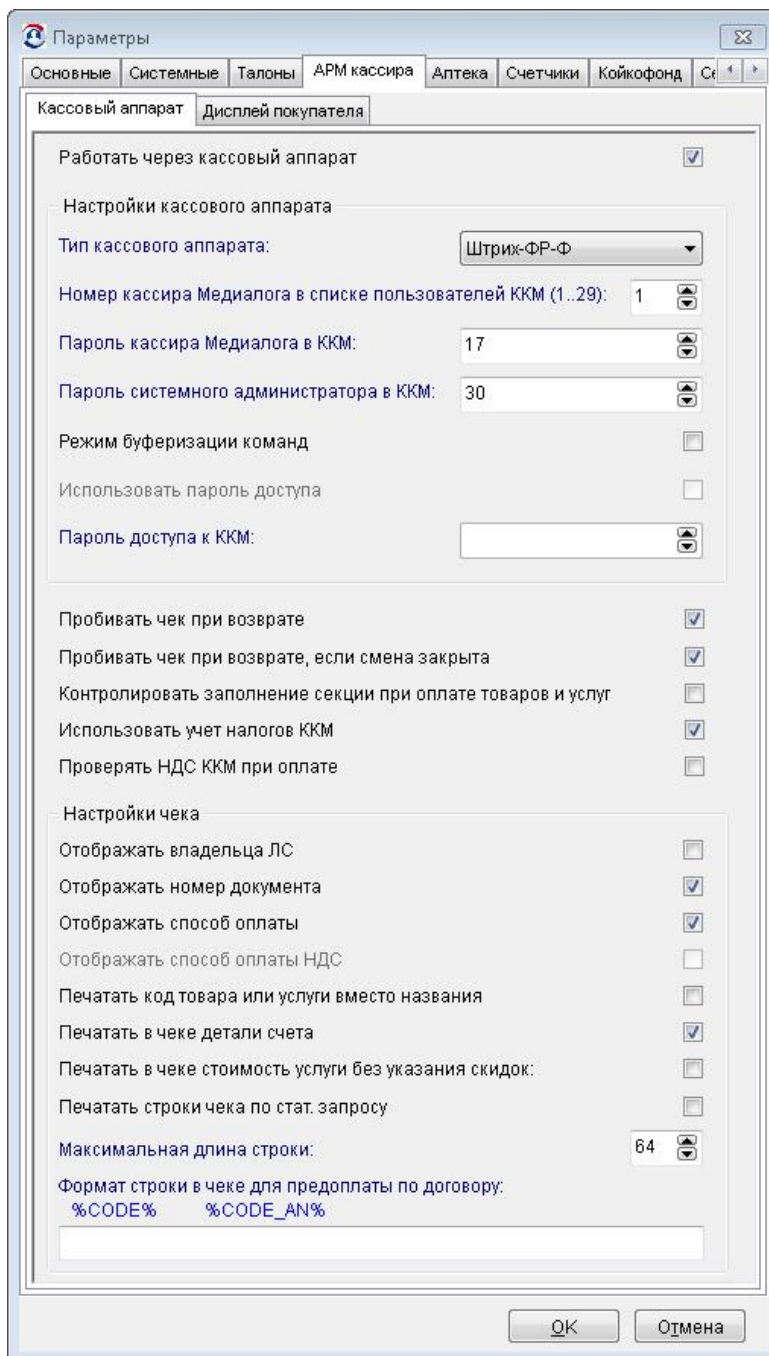 Параметры
Основные Системные Талоны АРМ кассира Аптека Счетчики Койкофонд
Кассовый аппарат Дисплей покупателя
Работать через кассовый аппарат
Настройки кассового аппарата
Тип кассового аппарата: Штрих-ФР-Ф
Номер кассира Медиалога в списке пользователей ККМ (1..29): 1
Пароль кассира Медиалога в ККМ: 17
Пароль системного администратора в ККМ: 30
Режим буферизации команд
Использовать пароль доступа
Пароль доступа к ККМ:
Пробивать чек при возврате
Пробивать чек при возврате, если смена закрыта
Контролировать заполнение секции при оплате товаров и услуг
Использовать учет налогов ККМ
Проверять НДС ККМ при оплате
Настройки чека
Отображать владельца ЛС
Отображать номер документа
Отображать способ оплаты
Отображать способ оплаты НДС
Печатать код товара или услуги вместо названия
Печатать в чеке детали счета
Печатать в чеке стоимость услуги без указания скидок:
Печатать строки чека по стат. запросу
Максимальная длина строки: 64
Формат строки в чеке для предоплаты по договору:
%CODE% %CODE_AN%
OK Отмена